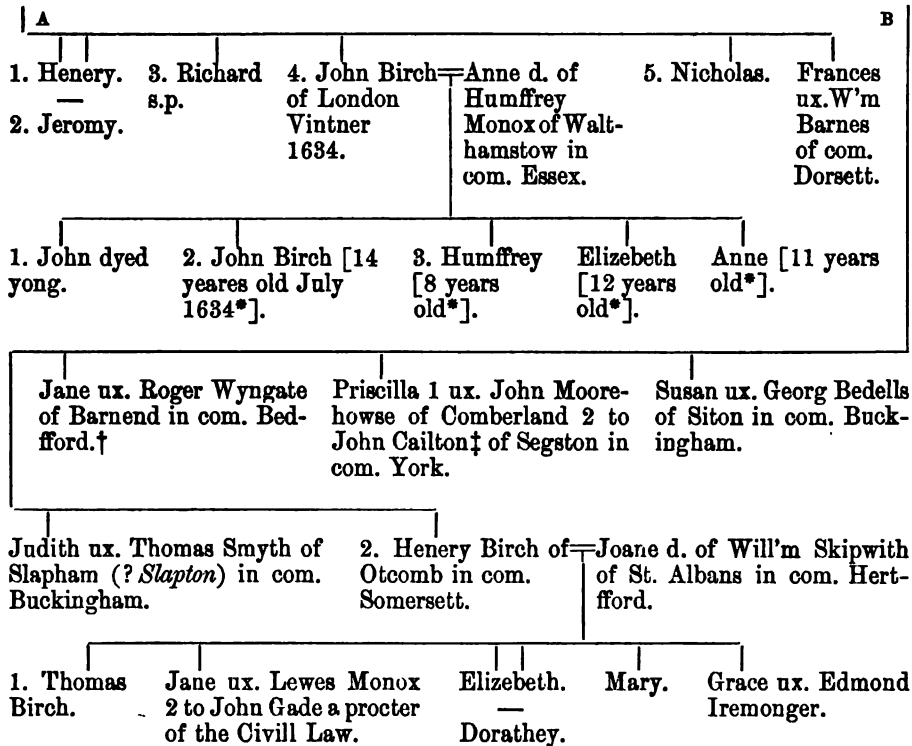 A B
1. Henery. 3. Richard 4. John Birch Anne d. of 5. Nicholas. Frances
— s.p. of London Humffrey ux. W'm
2. Jeromy. Vintner Monox of Walt- Barnes
1634. hamstow in of com.
com. Essex. Dorsett.
1. John dyed 2. John Birch [14 3. Humffrey Elizebeth Anne [11 years
yong. yeares old July [8 years [12 years old*].
1634*]. old*]. old*].
Jane ux. Roger Wyngate Priscilla 1 ux. John Moore- Susan ux. Georg Bedells
of Barnend in com. Bed- howse of Comberland 2 to of Siton in com. Buck-
fford.† John Cailton‡ of Segston in ingham.
com. York.
Judith ux. Thomas Smyth of 2. Henery Birch of Joane d. of Will'm Skipwith
Slapham (? Slapton) in com. Otcomb in com. of St. Albans in com. Hert-
Buckingham. Somersett. fford.
1. Thomas Jane ux. Lewes Monox Elizebeth. Mary. Grace ux. Edmond
Birch. 2 to John Gade a procter — Iremonger.
of the Civill Law. Dorathey.